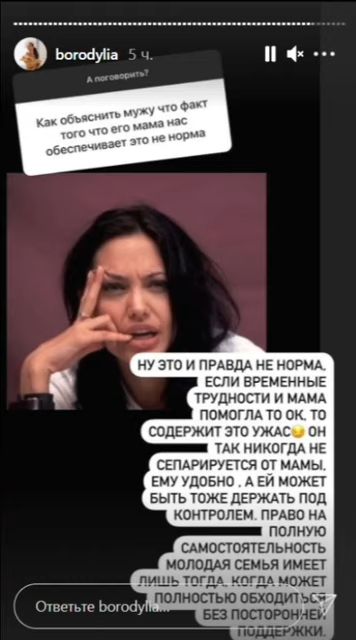 borodylia 5 ч.
А поговорить?
Как объяснить мужу что факт
того что его мама нас
обеспечивает это не норма
НУ ЭТО И ПРАВДА НЕ НОРМА.
ЕСЛИ ВРЕМЕННЫЕ
ТРУДНОСТИ И МАМА
ПОМОГЛА ТО ОК, ТО
СОДЕРЖИТ ЭТО УЖАС😏 ОН
ТАК НИКОГДА НЕ
СЕПАРИРУЕТСЯ ОТ МАМЫ.
ЕМУ УДОБНО , А ЕЙ МОЖЕТ
БЫТЬ ТОЖЕ ДЕРЖАТЬ ПОД
КОНТРОЛЕМ. ПРАВО НА
ПОЛНУЮ
САМОСТОЯТЕЛЬНОСТЬ
МОЛОДАЯ СЕМЬЯ ИМЕЕТ
ЛИШЬ ТОГДА, КОГДА МОЖЕТ
ПОЛНОСТЬЮ ОБХОДИТЬСЯ
БЕЗ ПОСТОРОННЕЙ
ПОДДЕРЖКИ.
Ответьте borodylia...